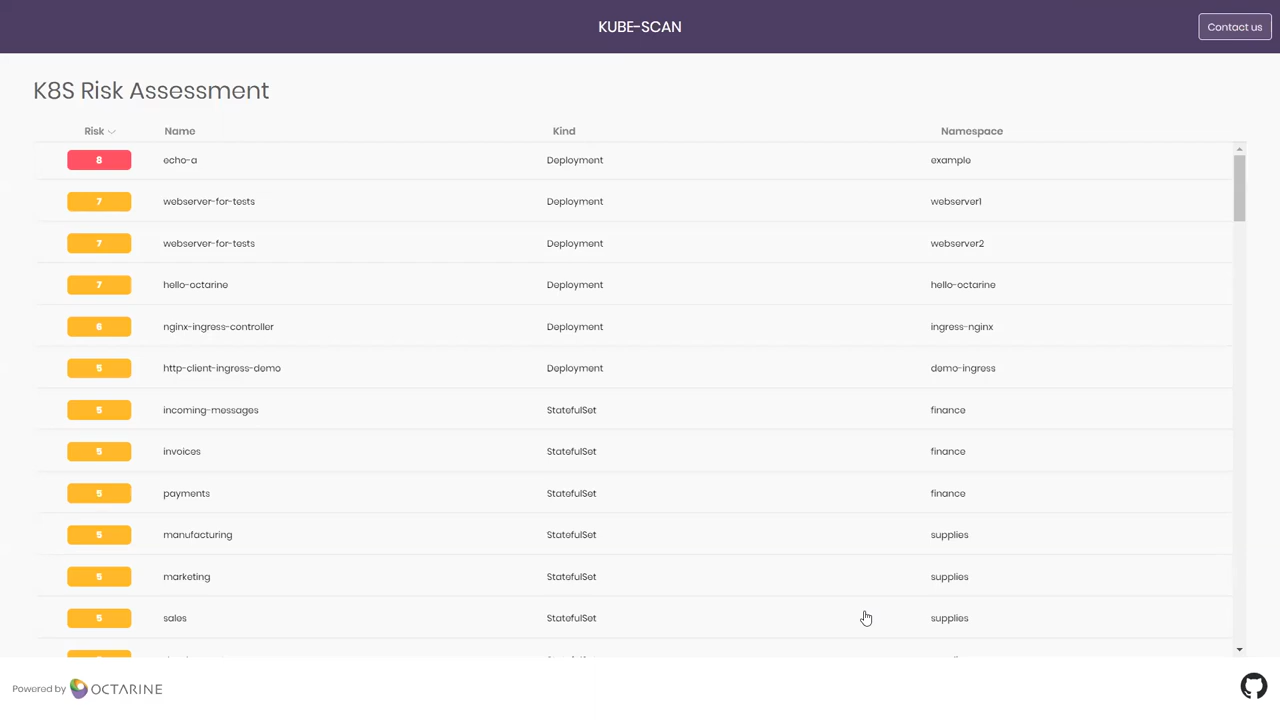 KUBE-SCAN
Contact us
K8S Risk Assessment
Risk Name Kind Namespace
8 echo-a Deployment example
7 webserver-for-tests Deployment webserver1
7 webserver-for-tests Deployment webserver2
7 hello-octarine Deployment hello-octarine
6 nginx-ingress-controller Deployment ingress-nginx
5 http-client-ingress-demo Deployment demo-ingress
5 incoming-messages StatefulSet finance
5 invoices StatefulSet finance
5 payments StatefulSet finance
5 manufacturing StatefulSet supplies
5 marketing StatefulSet supplies
5 sales StatefulSet supplies
Powered by OCTARINE